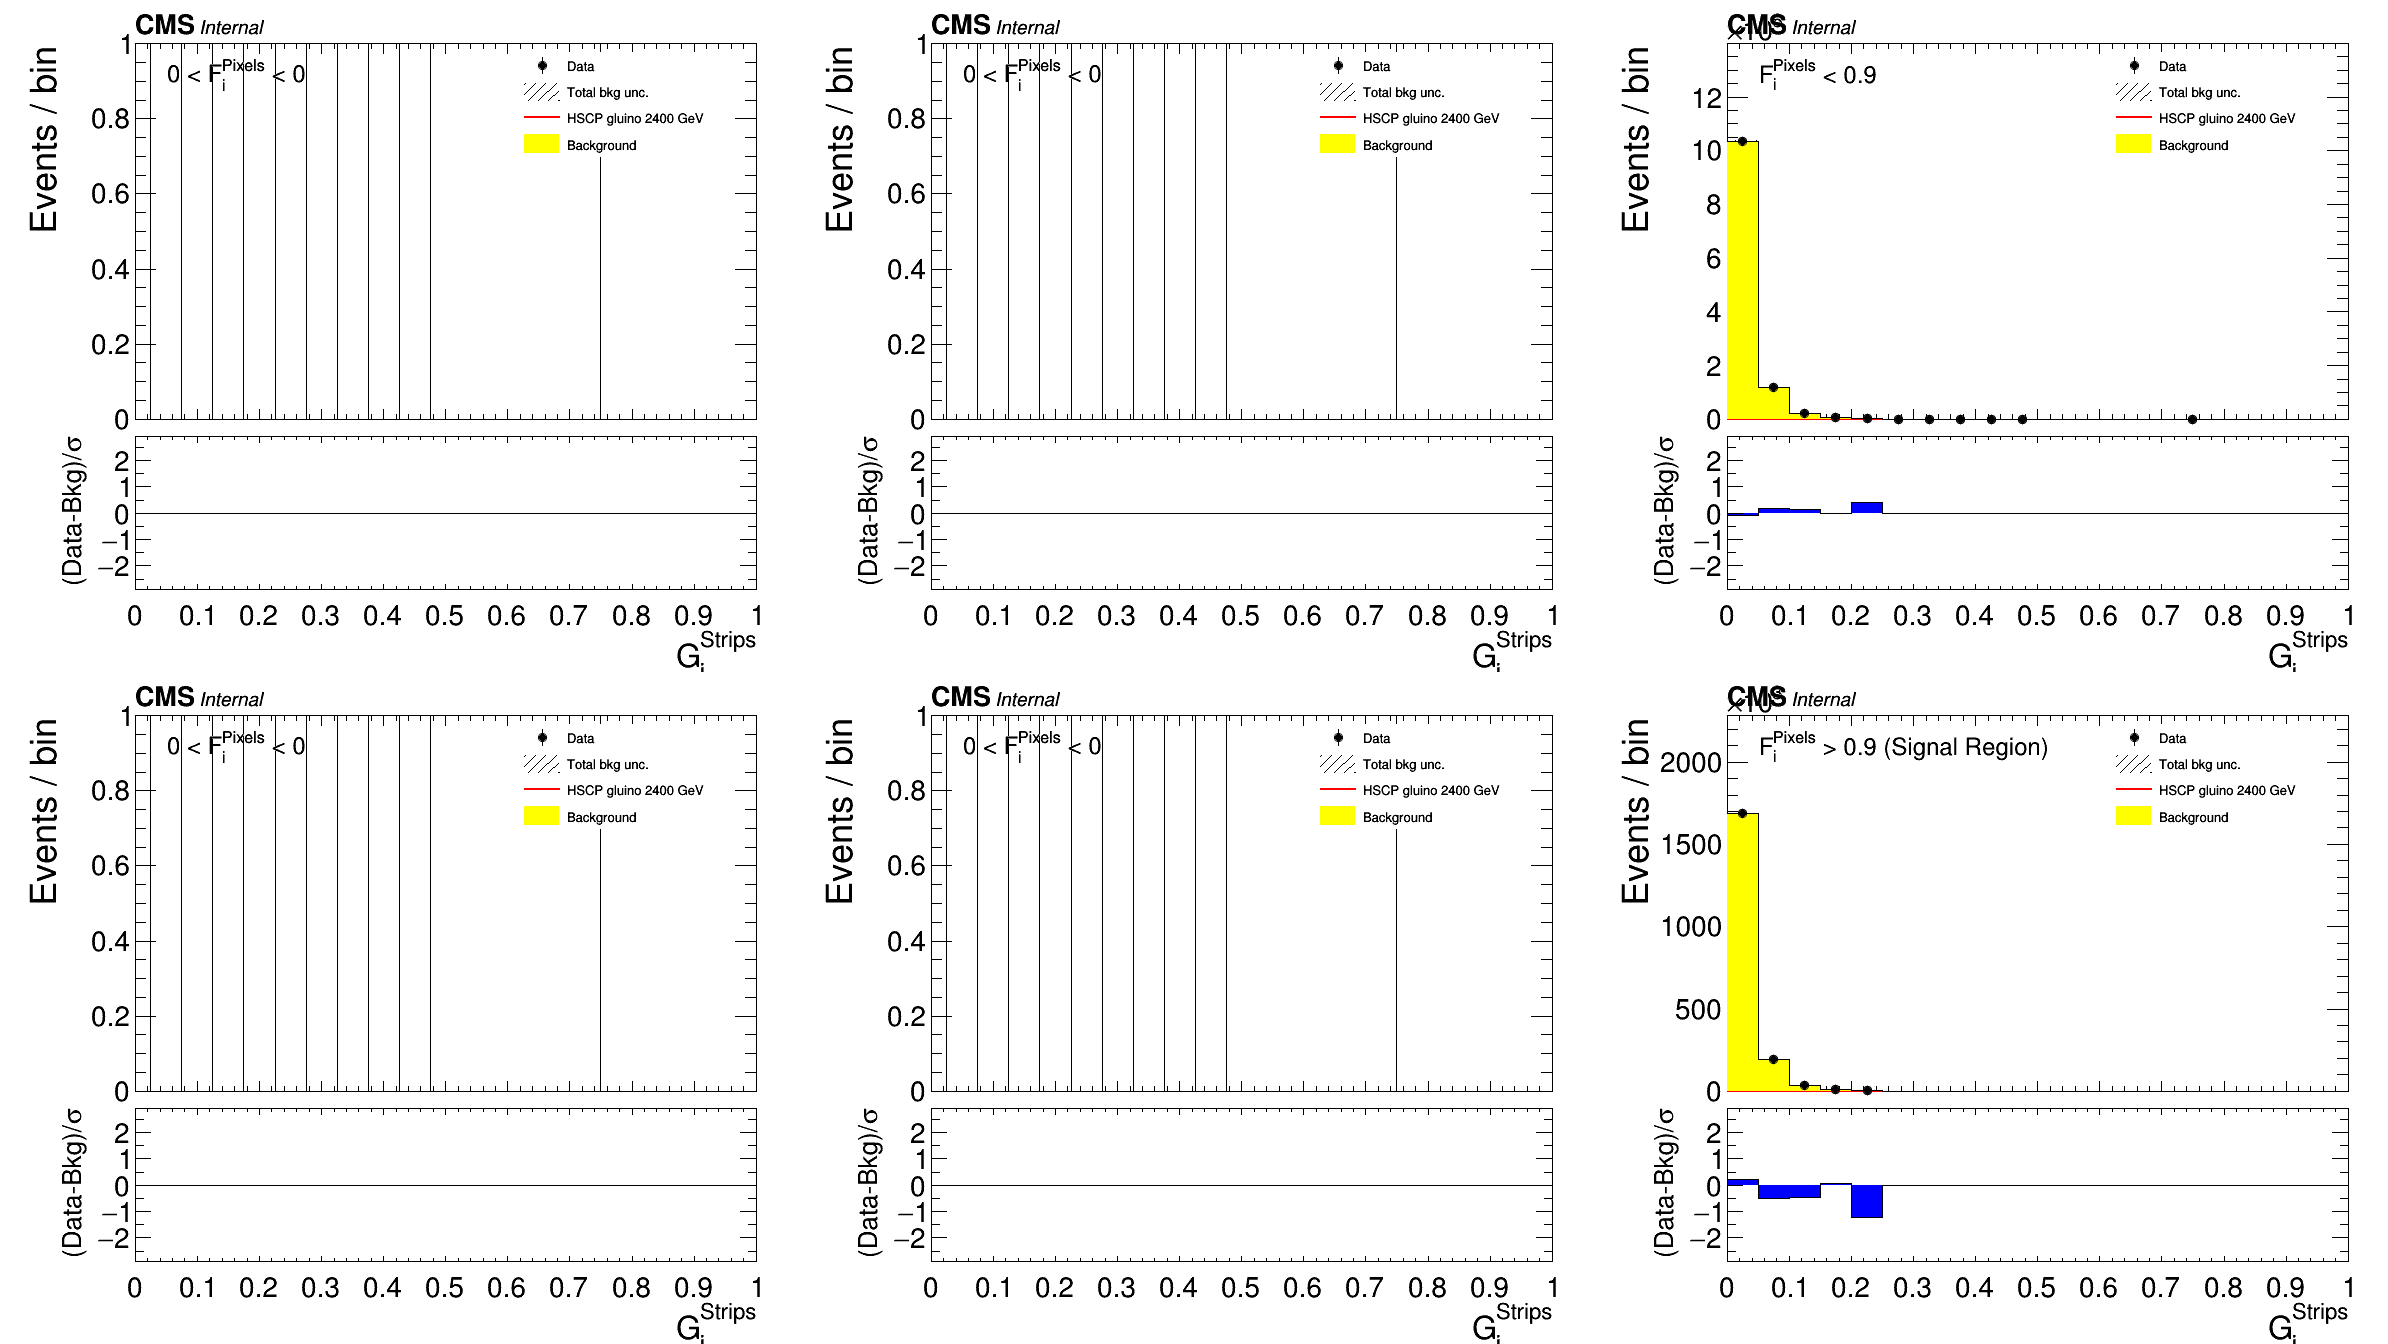 CMS Internal
Events / bin
0 < F_i^Pixels < 0
Data
Total bkg unc.
HSCP gluino 2400 GeV
Background
1
0.8
0.6
0.4
0.2
0
(Data-Bkg)/σ
2
1
0
−1
−2
0 0.1 0.2 0.3 0.4 0.5 0.6 0.7 0.8 0.9 1
G_i^Strips
CMS Internal
Events / bin
0 < F_i^Pixels < 0
Data
Total bkg unc.
HSCP gluino 2400 GeV
Background
1
0.8
0.6
0.4
0.2
0
(Data-Bkg)/σ
2
1
0
−1
−2
0 0.1 0.2 0.3 0.4 0.5 0.6 0.7 0.8 0.9 1
G_i^Strips
CMS Internal
Events / bin
F_i^Pixels < 0.9
Data
Total bkg unc.
HSCP gluino 2400 GeV
Background
12
10
8
6
4
2
0
(Data-Bkg)/σ
2
1
0
−1
−2
0 0.1 0.2 0.3 0.4 0.5 0.6 0.7 0.8 0.9 1
G_i^Strips
CMS Internal
Events / bin
0 < F_i^Pixels < 0
Data
Total bkg unc.
HSCP gluino 2400 GeV
Background
1
0.8
0.6
0.4
0.2
0
(Data-Bkg)/σ
2
1
0
−1
−2
0 0.1 0.2 0.3 0.4 0.5 0.6 0.7 0.8 0.9 1
G_i^Strips
CMS Internal
Events / bin
0 < F_i^Pixels < 0
Data
Total bkg unc.
HSCP gluino 2400 GeV
Background
1
0.8
0.6
0.4
0.2
0
(Data-Bkg)/σ
2
1
0
−1
−2
0 0.1 0.2 0.3 0.4 0.5 0.6 0.7 0.8 0.9 1
G_i^Strips
CMS Internal
Events / bin
F_i^Pixels > 0.9 (Signal Region)
Data
Total bkg unc.
HSCP gluino 2400 GeV
Background
2000
1500
1000
500
0
(Data-Bkg)/σ
2
1
0
−1
−2
0 0.1 0.2 0.3 0.4 0.5 0.6 0.7 0.8 0.9 1
G_i^Strips